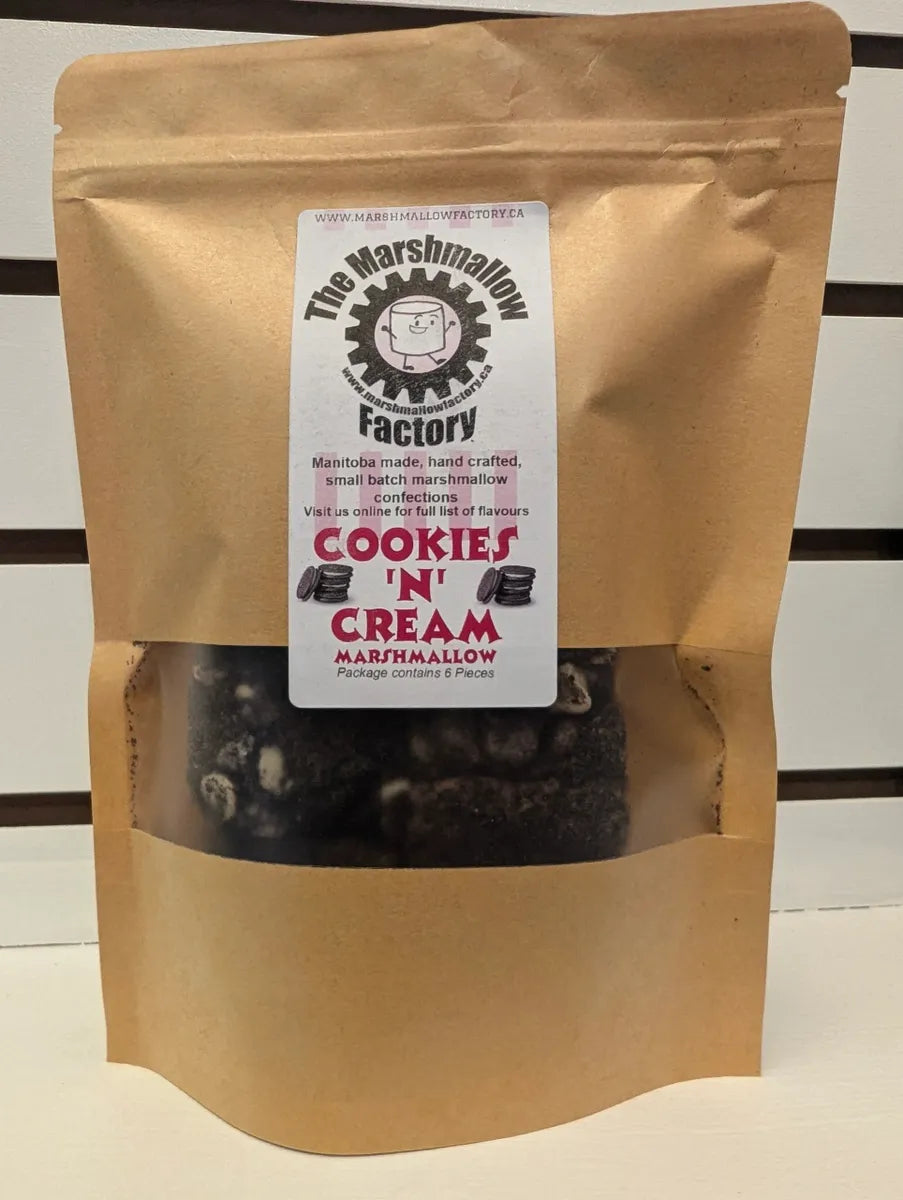 WWW.MARSHMALLOWFACTORY.CA
The Marshmallow
www.marshmallowfactory.ca
Factory
Manitoba made, hand crafted,
small batch marshmallow
confections
Visit us online for full list of flavours
COOKIES
'N'
CREAM
MARSHMALLOW
Package contains 6 Pieces